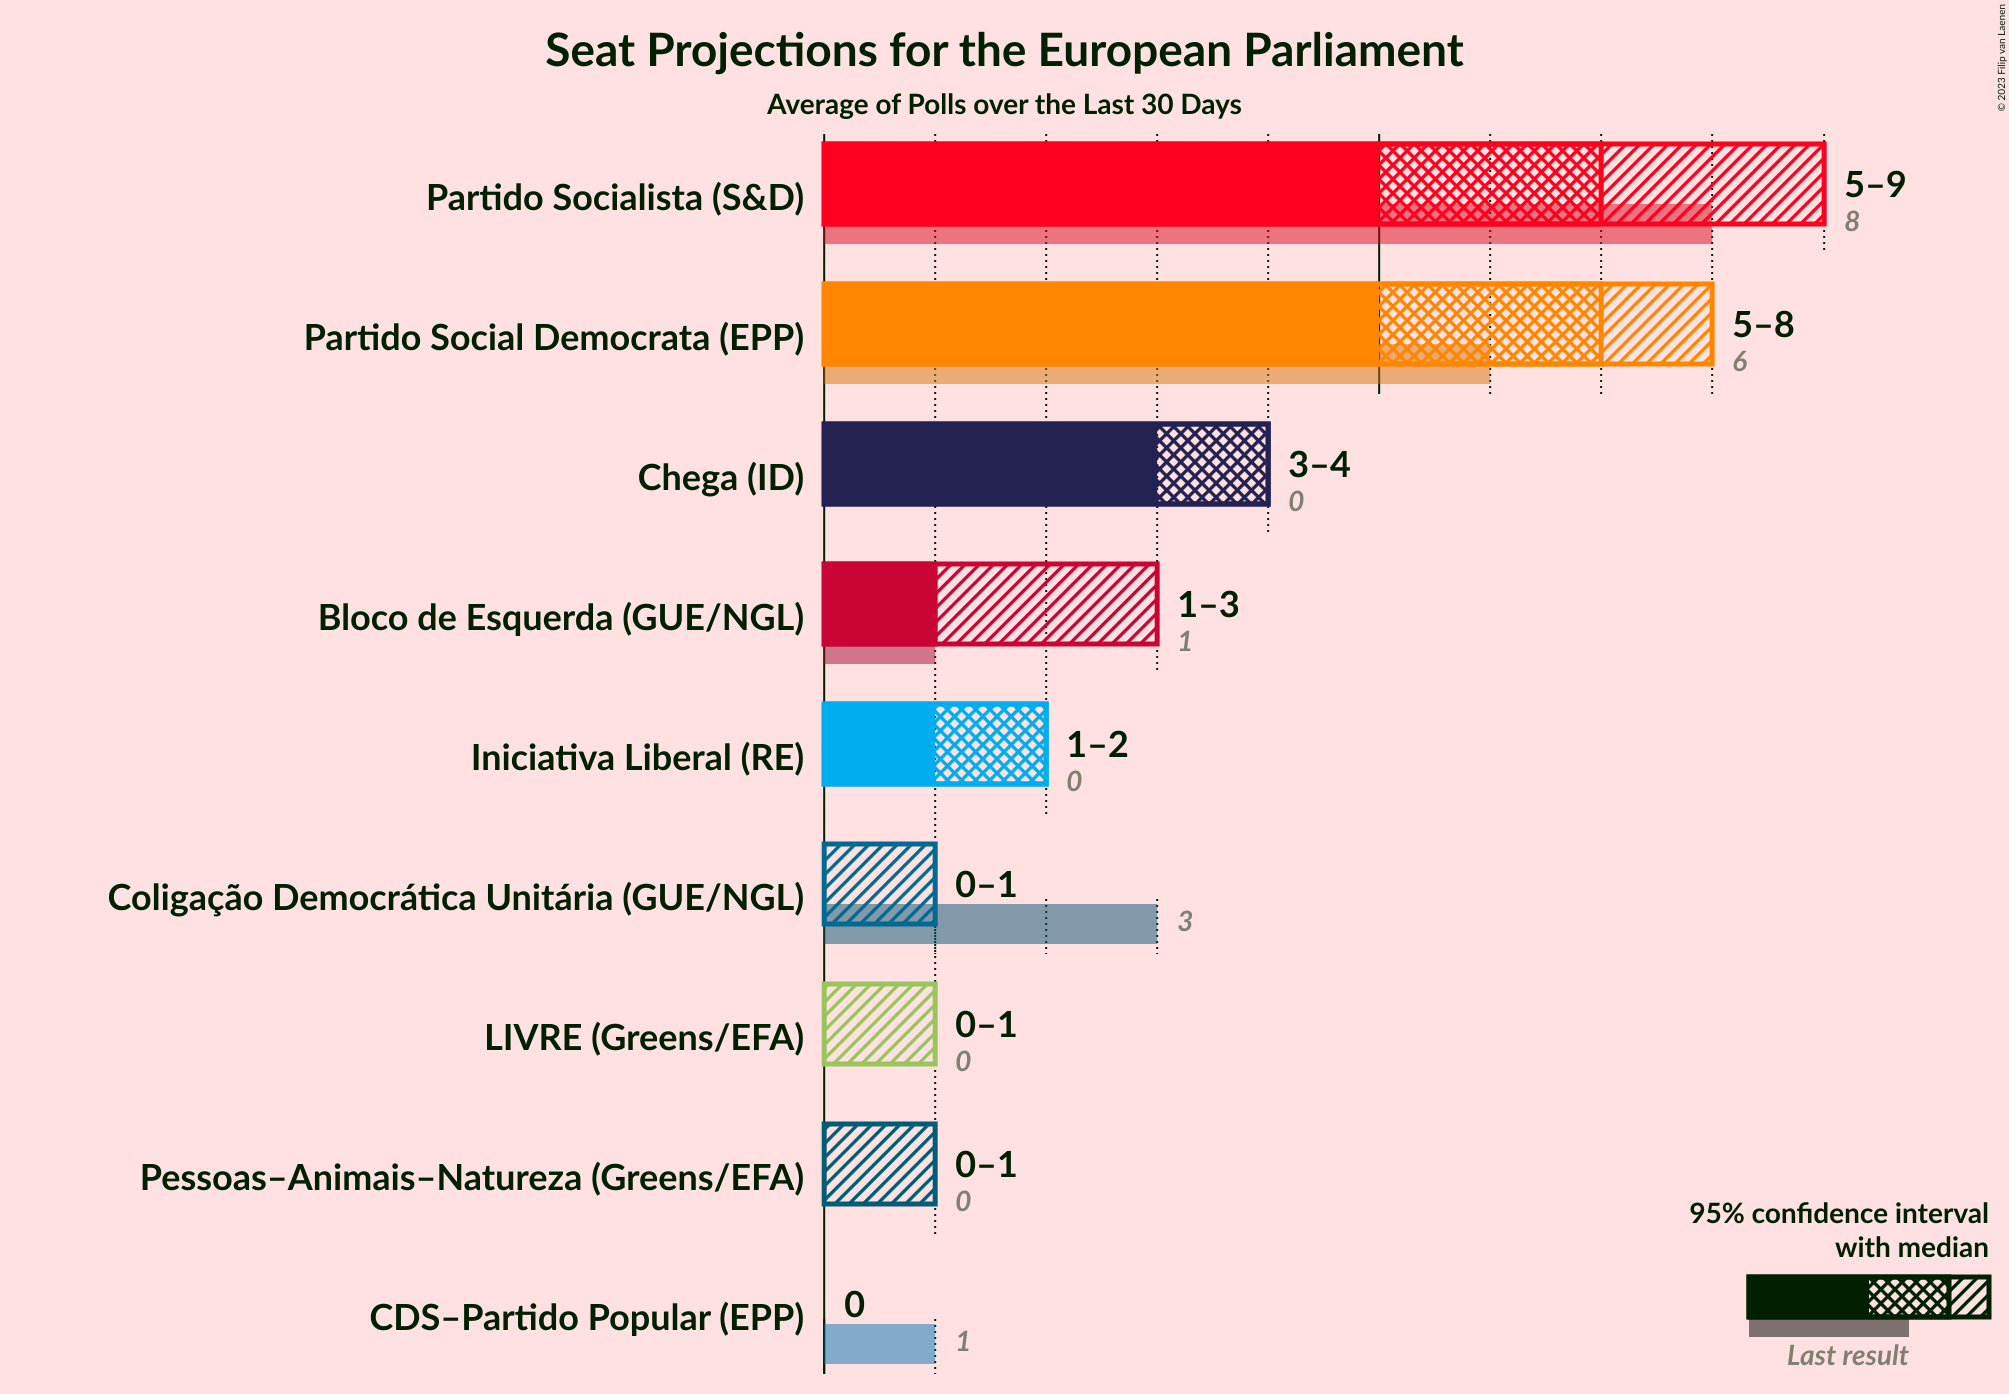 Seat Projections for the European Parliament
Average of Polls over the Last 30 Days
© 2023 Filip van Laenen
Partido Socialista (S&D)
5–9
8
Partido Social Democrata (EPP)
5–8
6
Chega (ID)
3–4
0
Bloco de Esquerda (GUE/NGL)
1–3
1
Iniciativa Liberal (RE)
1–2
0
Coligação Democrática Unitária (GUE/NGL)
0–1
3
LIVRE (Greens/EFA)
0–1
0
Pessoas–Animais–Natureza (Greens/EFA)
0–1
0
CDS–Partido Popular (EPP)
0
1
95% confidence interval
with median
Last result